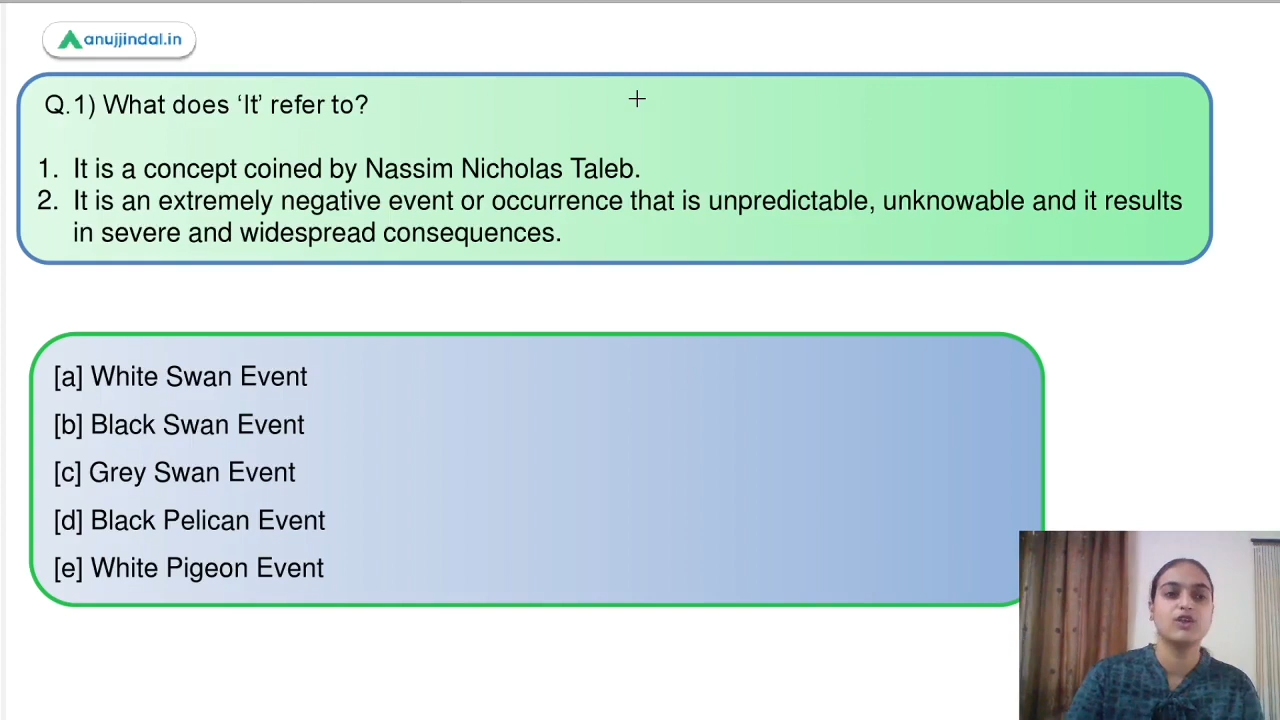 anujjindal.in
Q.1) What does ‘It’ refer to?
1. It is a concept coined by Nassim Nicholas Taleb.
2. It is an extremely negative event or occurrence that is unpredictable, unknowable and it results
in severe and widespread consequences.
[a] White Swan Event
[b] Black Swan Event
[c] Grey Swan Event
[d] Black Pelican Event
[e] White Pigeon Event